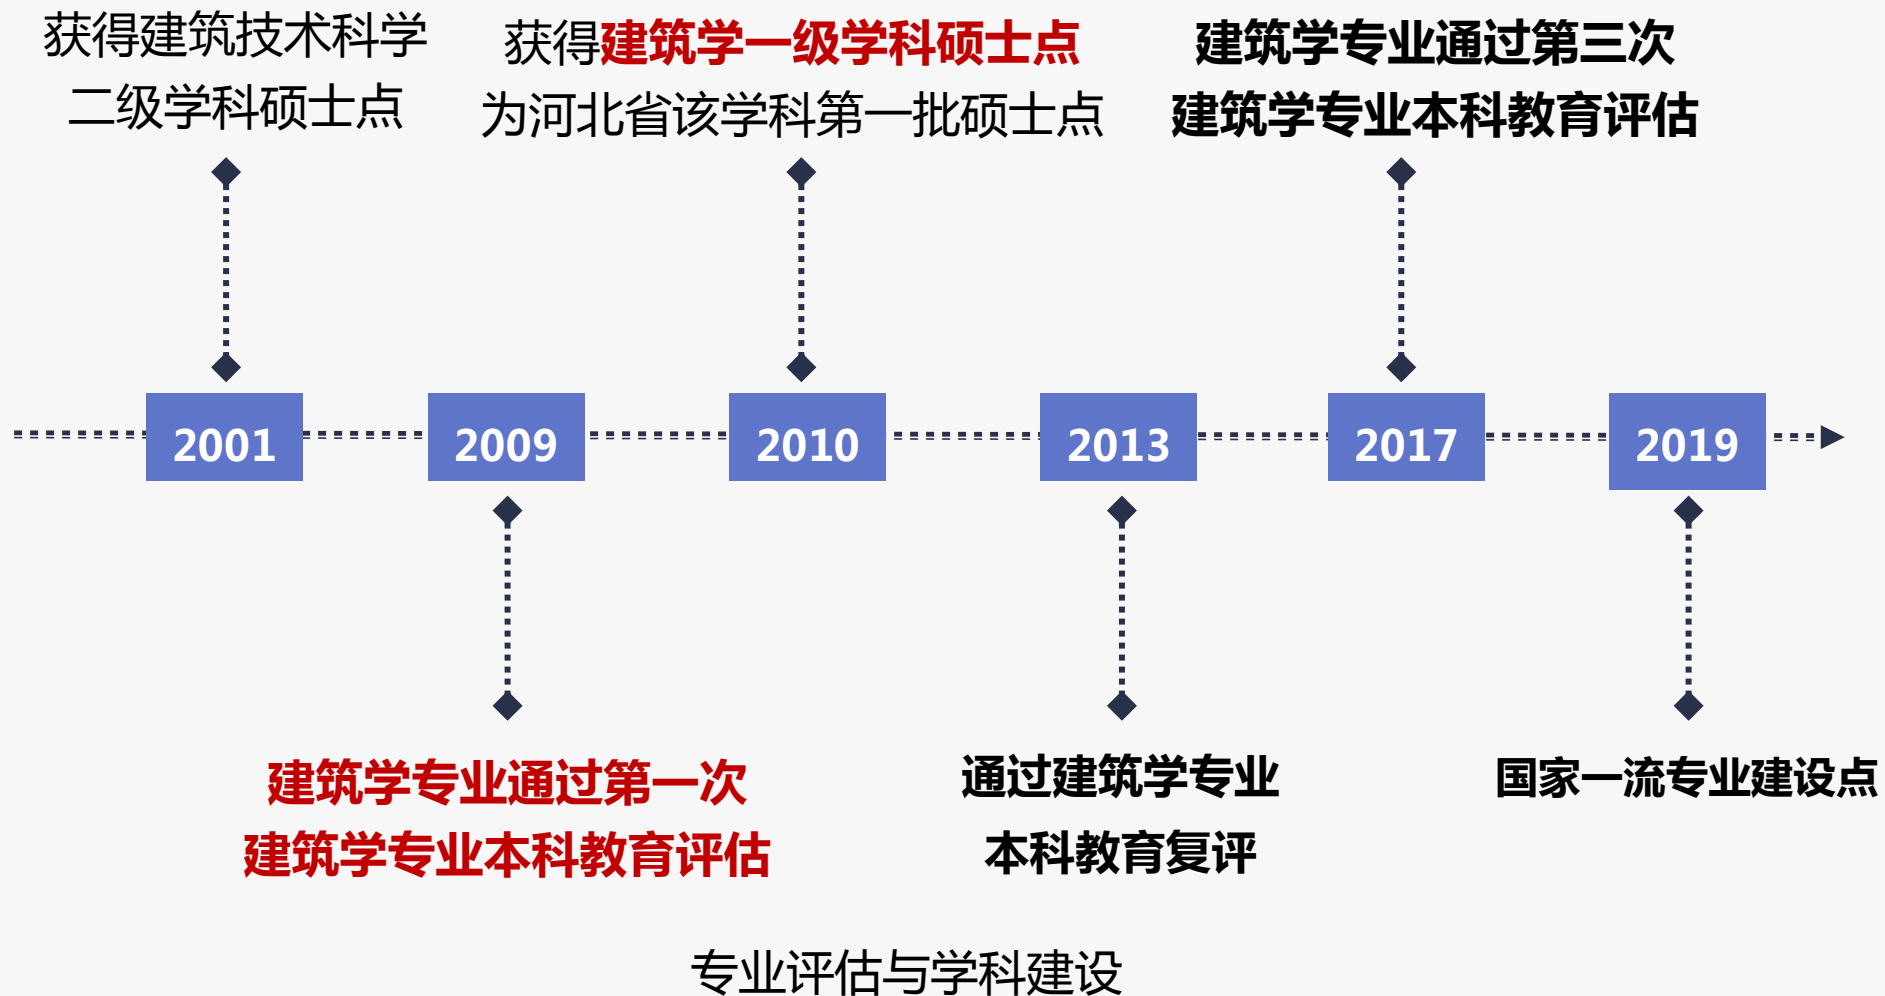 获得建筑技术科学
二级学科硕士点
获得建筑学一级学科硕士点
为河北省该学科第一批硕士点
建筑学专业通过第三次
建筑学专业本科教育评估
2001
2009
2010
2013
2017
2019
建筑学专业通过第一次
建筑学专业本科教育评估
通过建筑学专业
本科教育复评
国家一流专业建设点
专业评估与学科建设